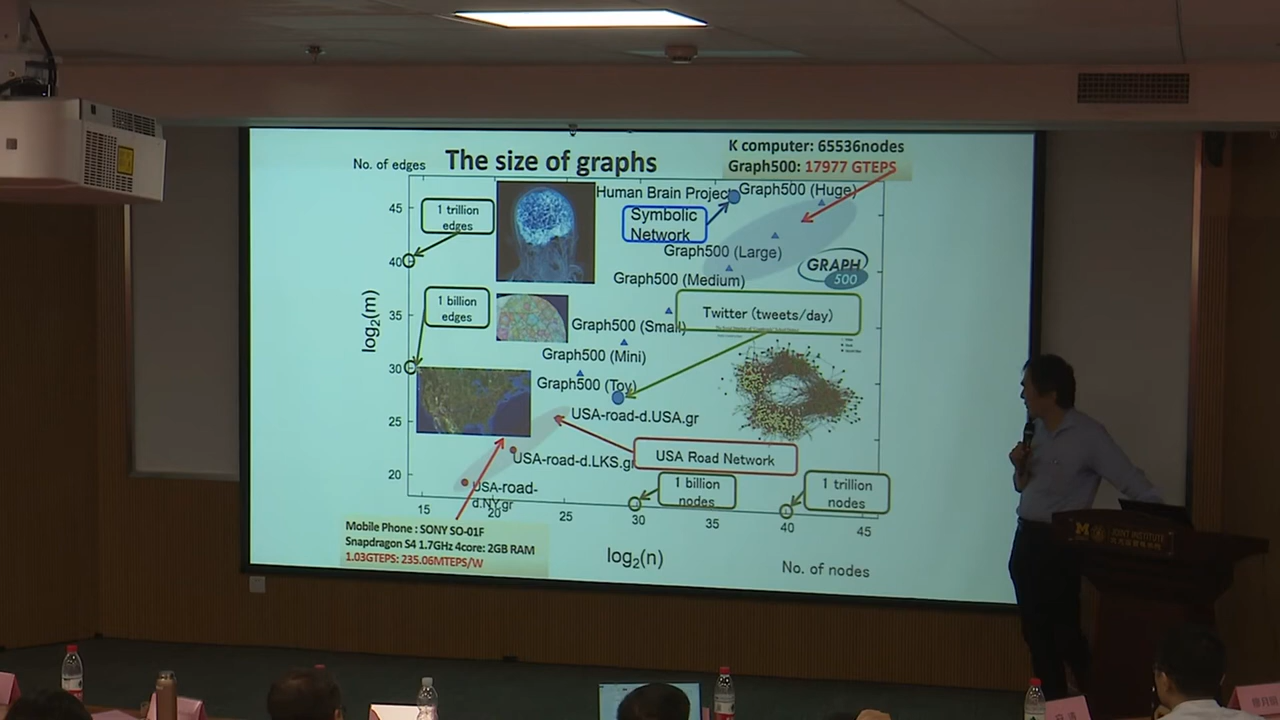 No. of edges
The size of graphs
K computer: 65536nodes
Graph500: 17977 GTEPS
Human Brain Project
Graph500 (Huge)
45
1 trillion
edges
Symbolic
Network
Graph500 (Large)
40
GRAPH
500
Graph500 (Medium)
1 billion
edges
35
log2(m)
Twitter (tweets/day)
Graph500 (Small)
Graph500 (Mini)
30
Graph500 (Toy)
25
USA-road-d.USA.gr
USA Road Network
USA-road-d.LKS.gr
20
USA-road-
d.NY.gr
1 billion
nodes
1 trillion
nodes
15
20
25
30
35
40
45
Mobile Phone : SONY SO-01F
Snapdragon S4 1.7GHz 4core: 2GB RAM
1.03GTEPS: 235.06MTEPS/W
log2(n)
No. of nodes
M
JOINT INSTITUTE